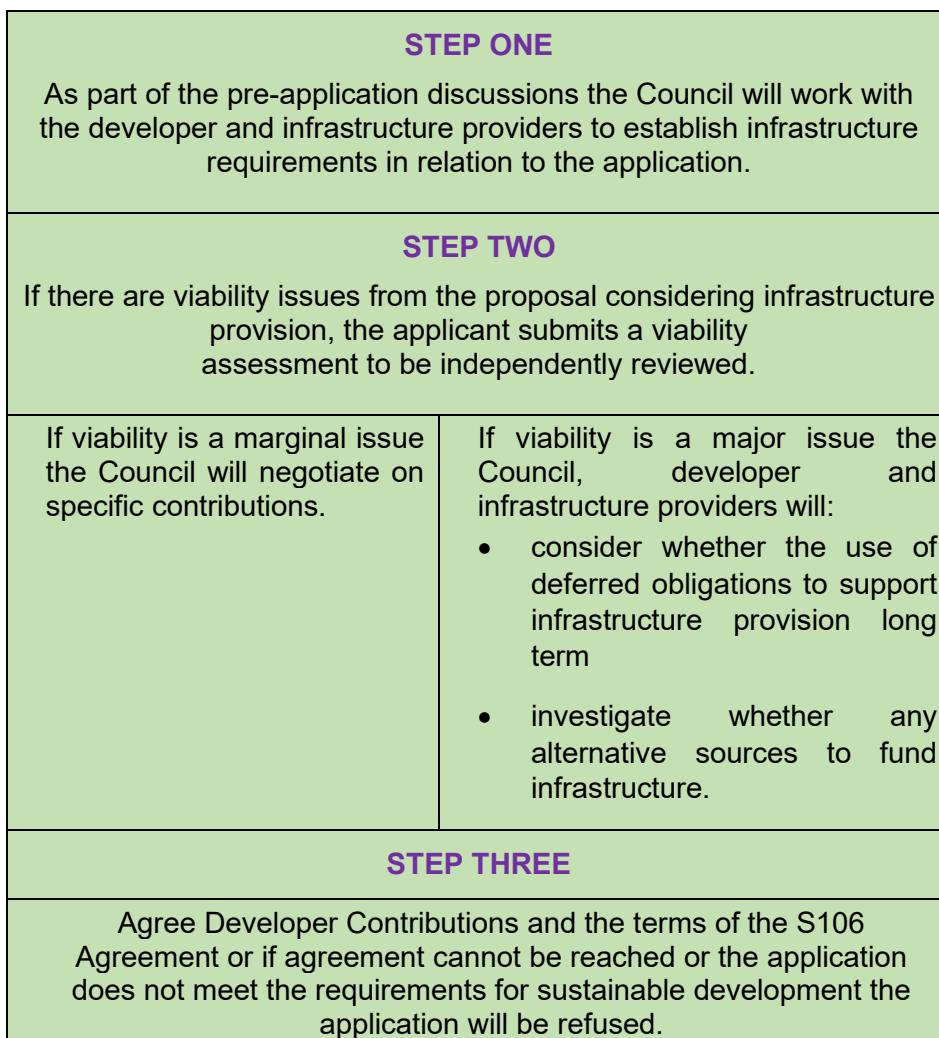 STEP ONE
As part of the pre-application discussions the Council will work with
the developer and infrastructure providers to establish infrastructure
requirements in relation to the application.
STEP TWO
If there are viability issues from the proposal considering infrastructure
provision, the applicant submits a viability
assessment to be independently reviewed.
If viability is a marginal issue
the Council will negotiate on
specific contributions.
If viability is a major issue the
Council, developer and
infrastructure providers will:
• consider whether the use of
deferred obligations to support
infrastructure provision long
term
• investigate whether any
alternative sources to fund
infrastructure.
STEP THREE
Agree Developer Contributions and the terms of the S106
Agreement or if agreement cannot be reached or the application
does not meet the requirements for sustainable development the
application will be refused.